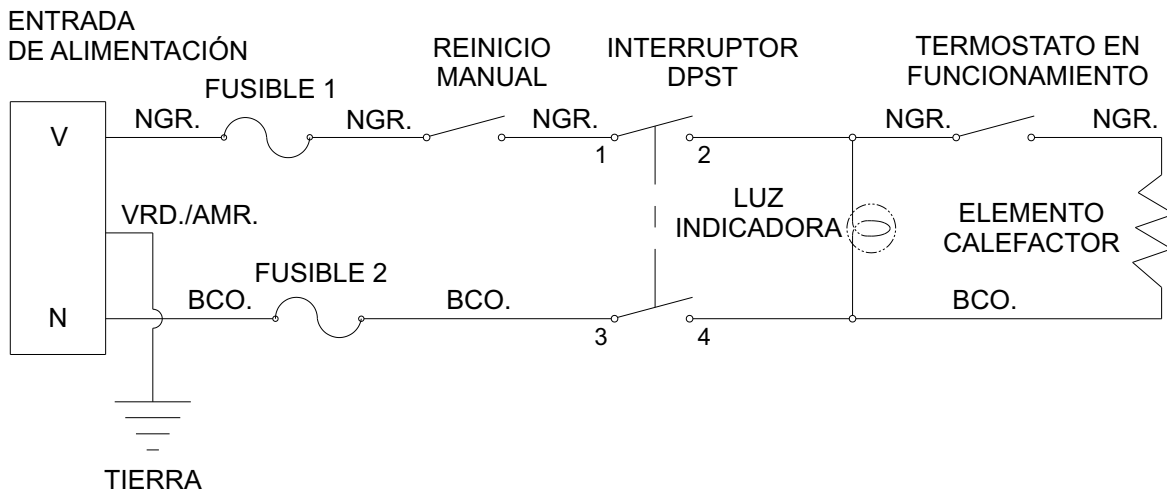 ENTRADA
DE ALIMENTACIÓN
REINICIO
MANUAL
INTERRUPTOR
DPST
TERMOSTATO EN
FUNCIONAMIENTO
FUSIBLE 1
V
NGR.
NGR.
NGR.
1
2
NGR.
NGR.
VRD./AMR.
LUZ
INDICADORA
ELEMENTO
CALEFACTOR
FUSIBLE 2
N
BCO.
BCO.
3
4
BCO.
TIERRA